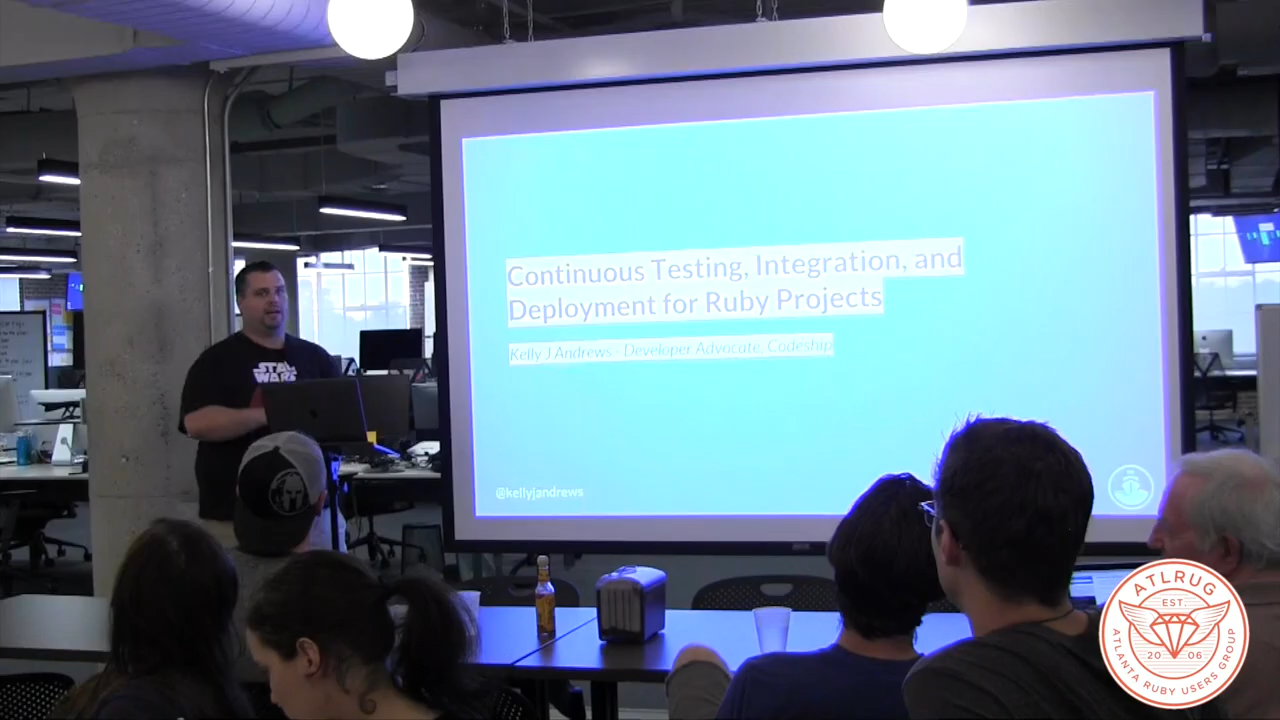 Continuous Testing, Integration, and
Deployment for Ruby Projects
Kelly J Andrews - Developer Advocate, Codeship
@kellyjandrews
STAR
WARS
ATLRUG
EST.
20 06
ATLANTA RUBY USERS GROUP